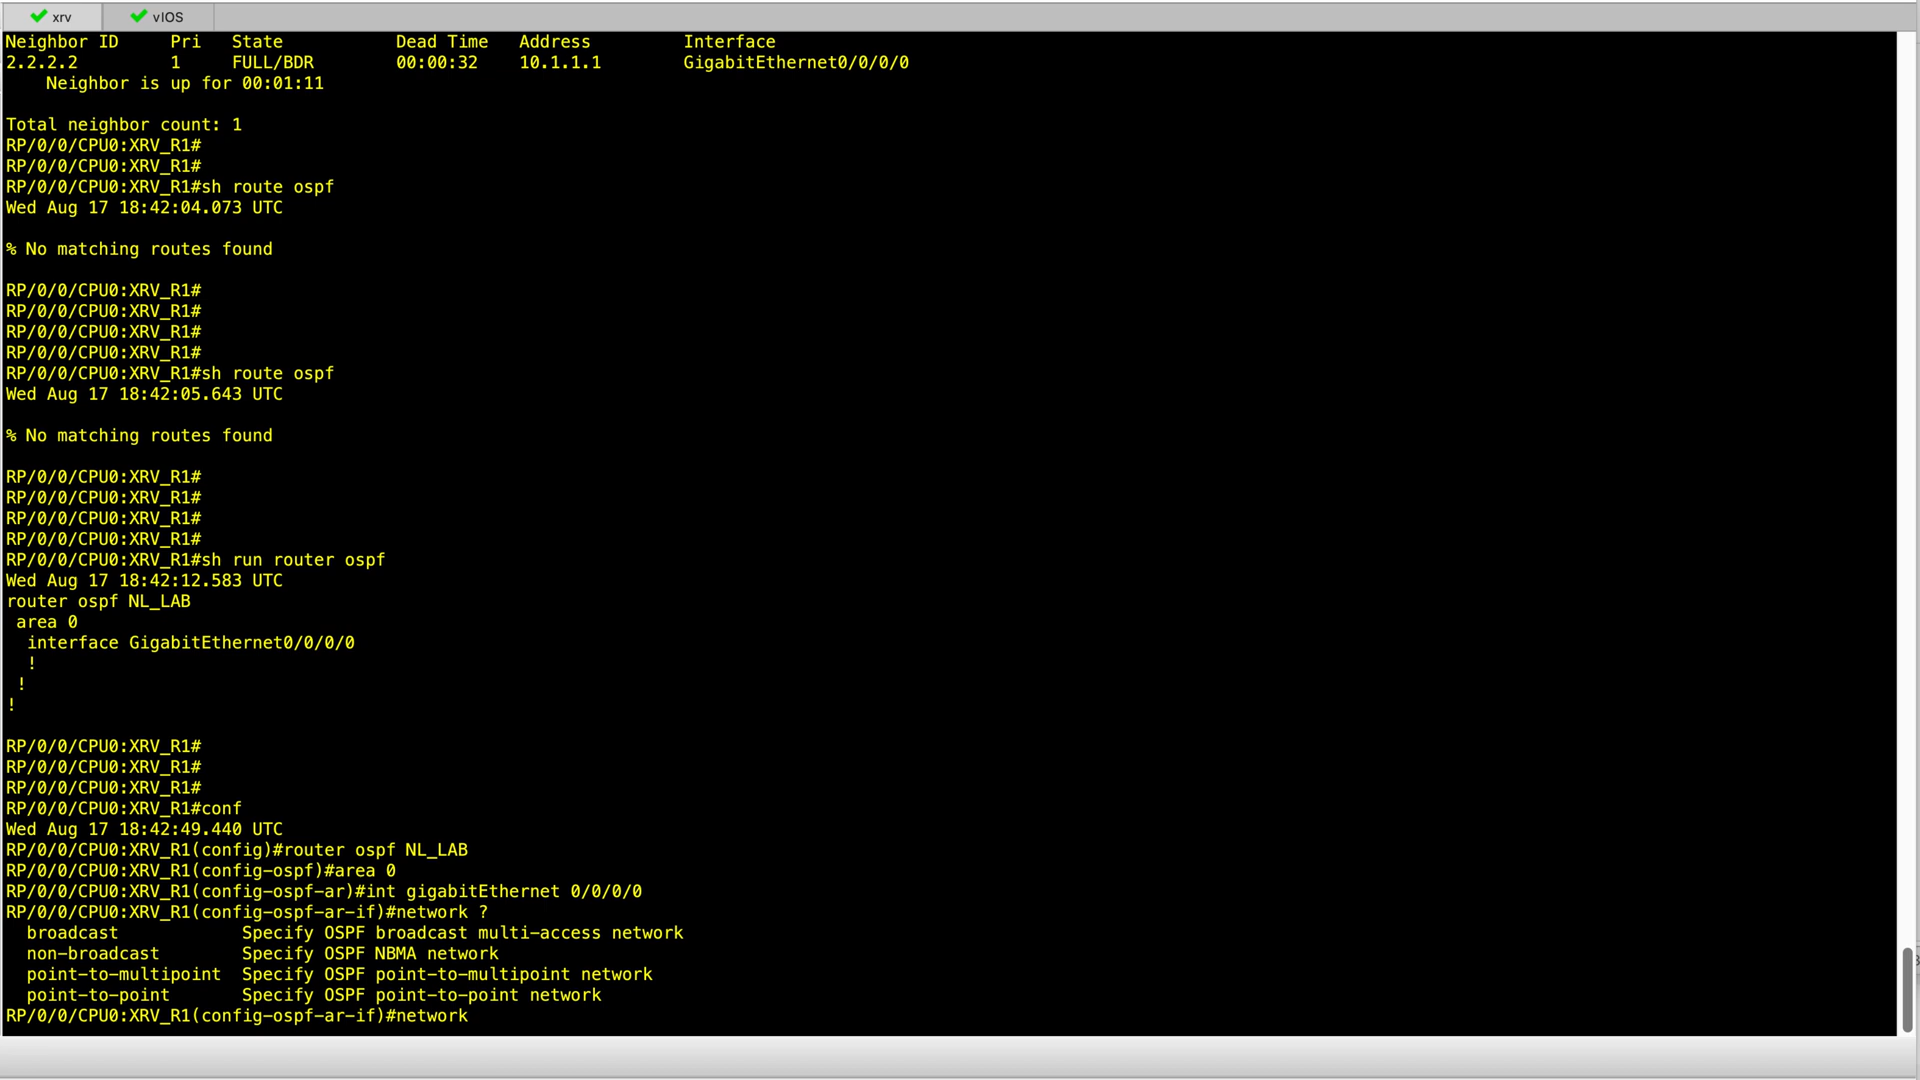 xrv vIOS
Neighbor ID Pri State Dead Time Address Interface
2.2.2.2 1 FULL/BDR 00:00:32 10.1.1.1 GigabitEthernet0/0/0/0
Neighbor is up for 00:01:11
Total neighbor count: 1
RP/0/0/CPU0:XRV_R1#
RP/0/0/CPU0:XRV_R1#
RP/0/0/CPU0:XRV_R1#sh route ospf
Wed Aug 17 18:42:04.073 UTC
% No matching routes found
RP/0/0/CPU0:XRV_R1#
RP/0/0/CPU0:XRV_R1#
RP/0/0/CPU0:XRV_R1#
RP/0/0/CPU0:XRV_R1#
RP/0/0/CPU0:XRV_R1#sh route ospf
Wed Aug 17 18:42:05.643 UTC
% No matching routes found
RP/0/0/CPU0:XRV_R1#
RP/0/0/CPU0:XRV_R1#
RP/0/0/CPU0:XRV_R1#
RP/0/0/CPU0:XRV_R1#
RP/0/0/CPU0:XRV_R1#sh run router ospf
Wed Aug 17 18:42:12.583 UTC
router ospf NL_LAB
area 0
interface GigabitEthernet0/0/0/0
!
!
!
RP/0/0/CPU0:XRV_R1#
RP/0/0/CPU0:XRV_R1#
RP/0/0/CPU0:XRV_R1#
RP/0/0/CPU0:XRV_R1#conf
Wed Aug 17 18:42:49.440 UTC
RP/0/0/CPU0:XRV_R1(config)#router ospf NL_LAB
RP/0/0/CPU0:XRV_R1(config-ospf)#area 0
RP/0/0/CPU0:XRV_R1(config-ospf-ar)#int gigabitEthernet 0/0/0/0
RP/0/0/CPU0:XRV_R1(config-ospf-ar-if)#network ?
broadcast Specify OSPF broadcast multi-access network
non-broadcast Specify OSPF NBMA network
point-to-multipoint Specify OSPF point-to-multipoint network
point-to-point Specify OSPF point-to-point network
RP/0/0/CPU0:XRV_R1(config-ospf-ar-if)#network